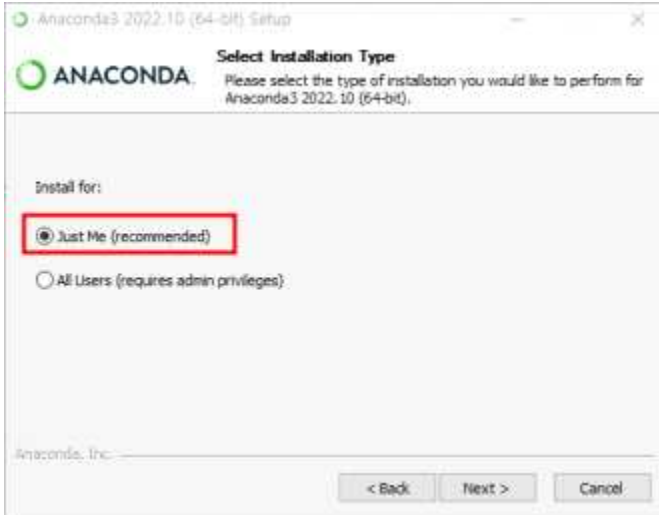 Anaconda3 2022.10 (64-bit) Setup
ANACONDA.
Select Installation Type
Please select the type of installation you would like to perform for
Anaconda3 2022.10 (64-bit).
Install for:
Just Me (recommended)
All Users (requires admin privileges)
Anaconda, Inc.
< Back
Next >
Cancel